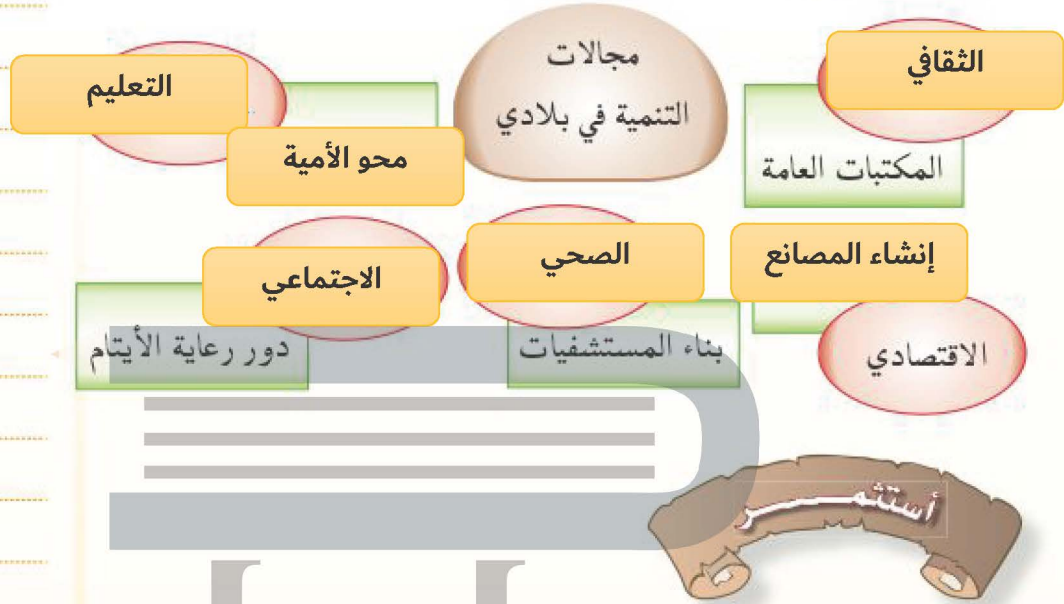 مجالات
التنمية في بلادي
الثقافي
المكتبات العامة
التعليم
محو الأمية
إنشاء المصانع
الاقتصادي
الصحي
بناء المستشفيات
الاجتماعي
دور رعاية الأيتام
أستثمـــــر